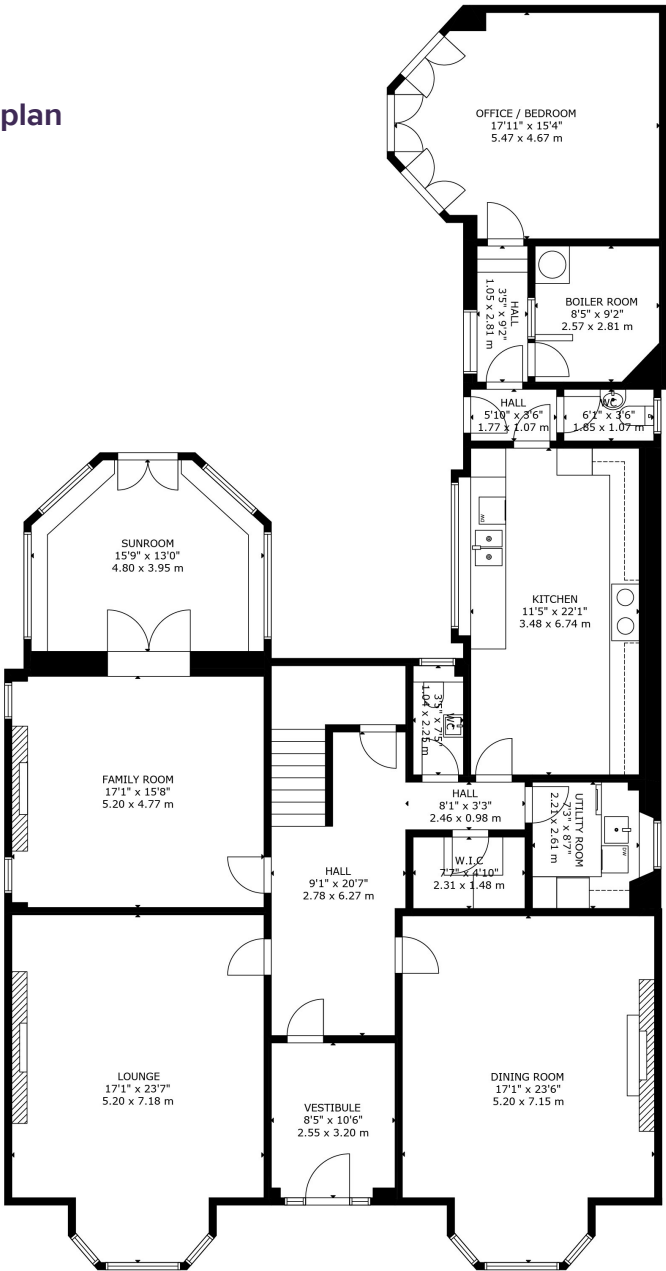 plan
OFFICE / BEDROOM
17'11" x 15'4"
5.47 x 4.67 m
HALL
3'5" x 9'2"
1.05 x 2.81 m
BOILER ROOM
8'5" x 9'2"
2.57 x 2.81 m
HALL
5'10" x 3'6"
1.77 x 1.07 m
WC
6'1" x 3'6"
1.85 x 1.07 m
SUNROOM
15'9" x 13'0"
4.80 x 3.95 m
DW
KITCHEN
11'5" x 22'1"
3.48 x 6.74 m
WC
3'5" x 7'5"
1.04 x 2.25 m
FAMILY ROOM
17'1" x 15'8"
5.20 x 4.77 m
HALL
8'1" x 3'3"
2.46 x 0.98 m
UTILITY ROOM
7'3" x 8'7"
2.21 x 2.61 m
DW
W.I.C
7'7" x 4'10"
2.31 x 1.48 m
HALL
9'1" x 20'7"
2.78 x 6.27 m
LOUNGE
17'1" x 23'7"
5.20 x 7.18 m
VESTIBULE
8'5" x 10'6"
2.55 x 3.20 m
DINING ROOM
17'1" x 23'6"
5.20 x 7.15 m